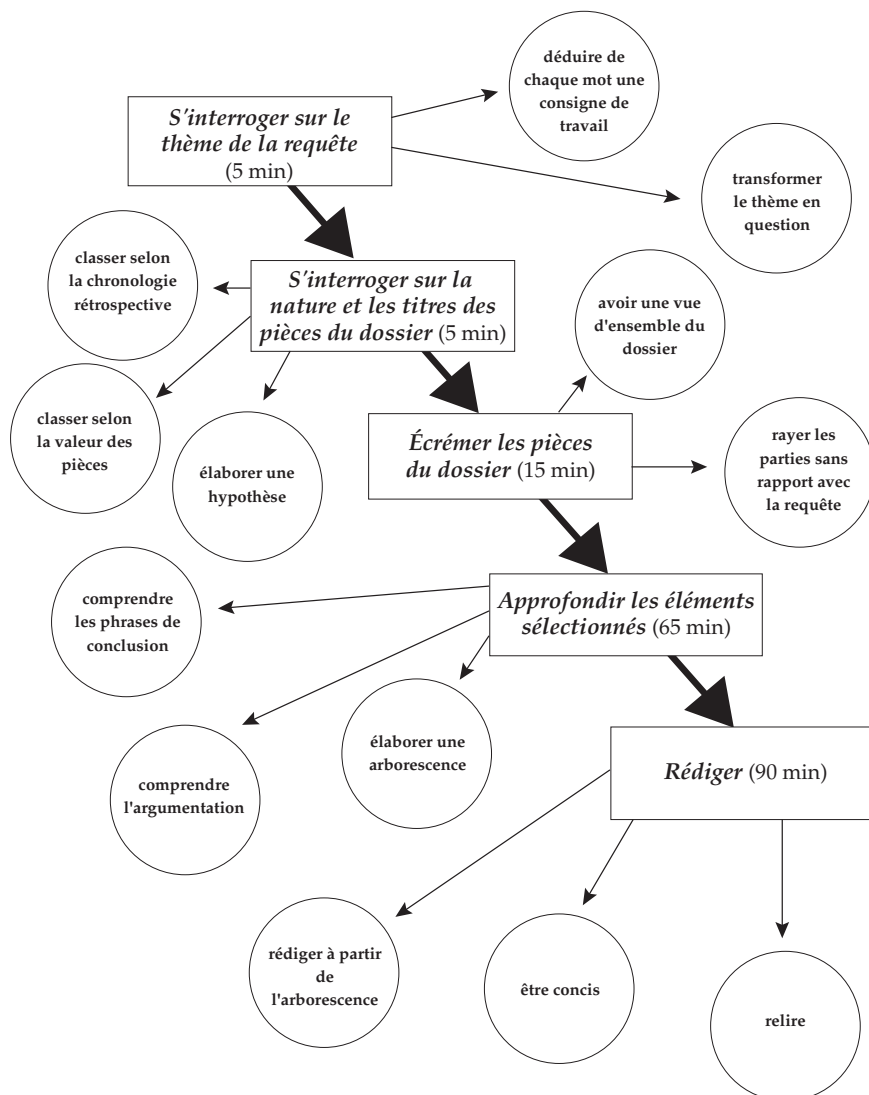 déduire de
chaque mot une
consigne de
travail
S'interroger sur le
thème de la requête
(5 min)
transformer
le thème en
question
classer selon
la chronologie
rétrospective
S'interroger sur la
nature et les titres des
pièces du dossier (5 min)
avoir une vue
d'ensemble du
dossier
classer selon
la valeur des
pièces
élaborer une
hypothèse
Écrémer les pièces
du dossier (15 min)
rayer les
parties sans
rapport avec
la requête
comprendre
les phrases de
conclusion
Approfondir les éléments
sélectionnés (65 min)
comprendre
l'argumentation
élaborer une
arborescence
Rédiger (90 min)
rédiger à partir
de
l'arborescence
être concis
relire